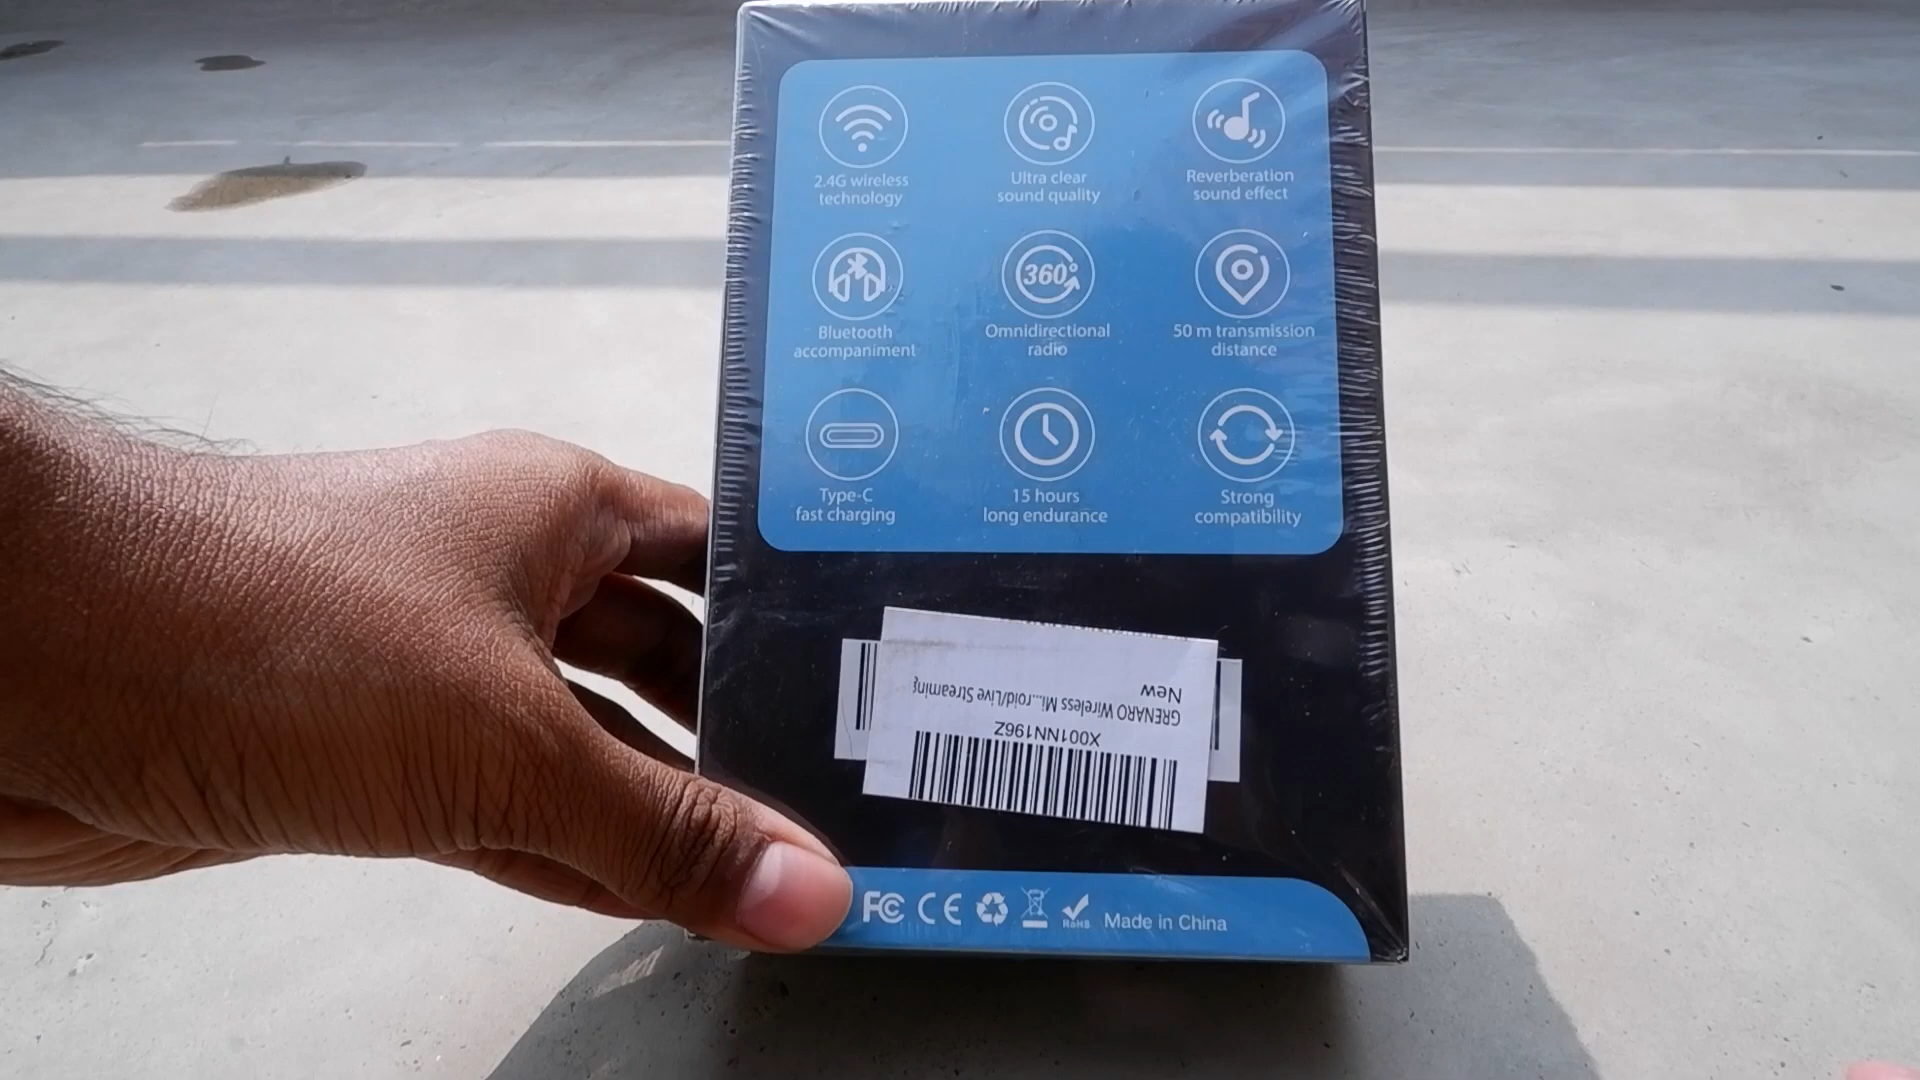 2.4G wireless
technology
Ultra clear
sound quality
Reverberation
sound effect
Bluetooth
accompaniment
360°
Omnidirectional
radio
50 m transmission
distance
Type-C
fast charging
15 hours
long endurance
Strong
compatibility
X001NN196Z
GRENARO Wireless Mi...roid/Live Streaming
New
FC CE RoHS Made in China